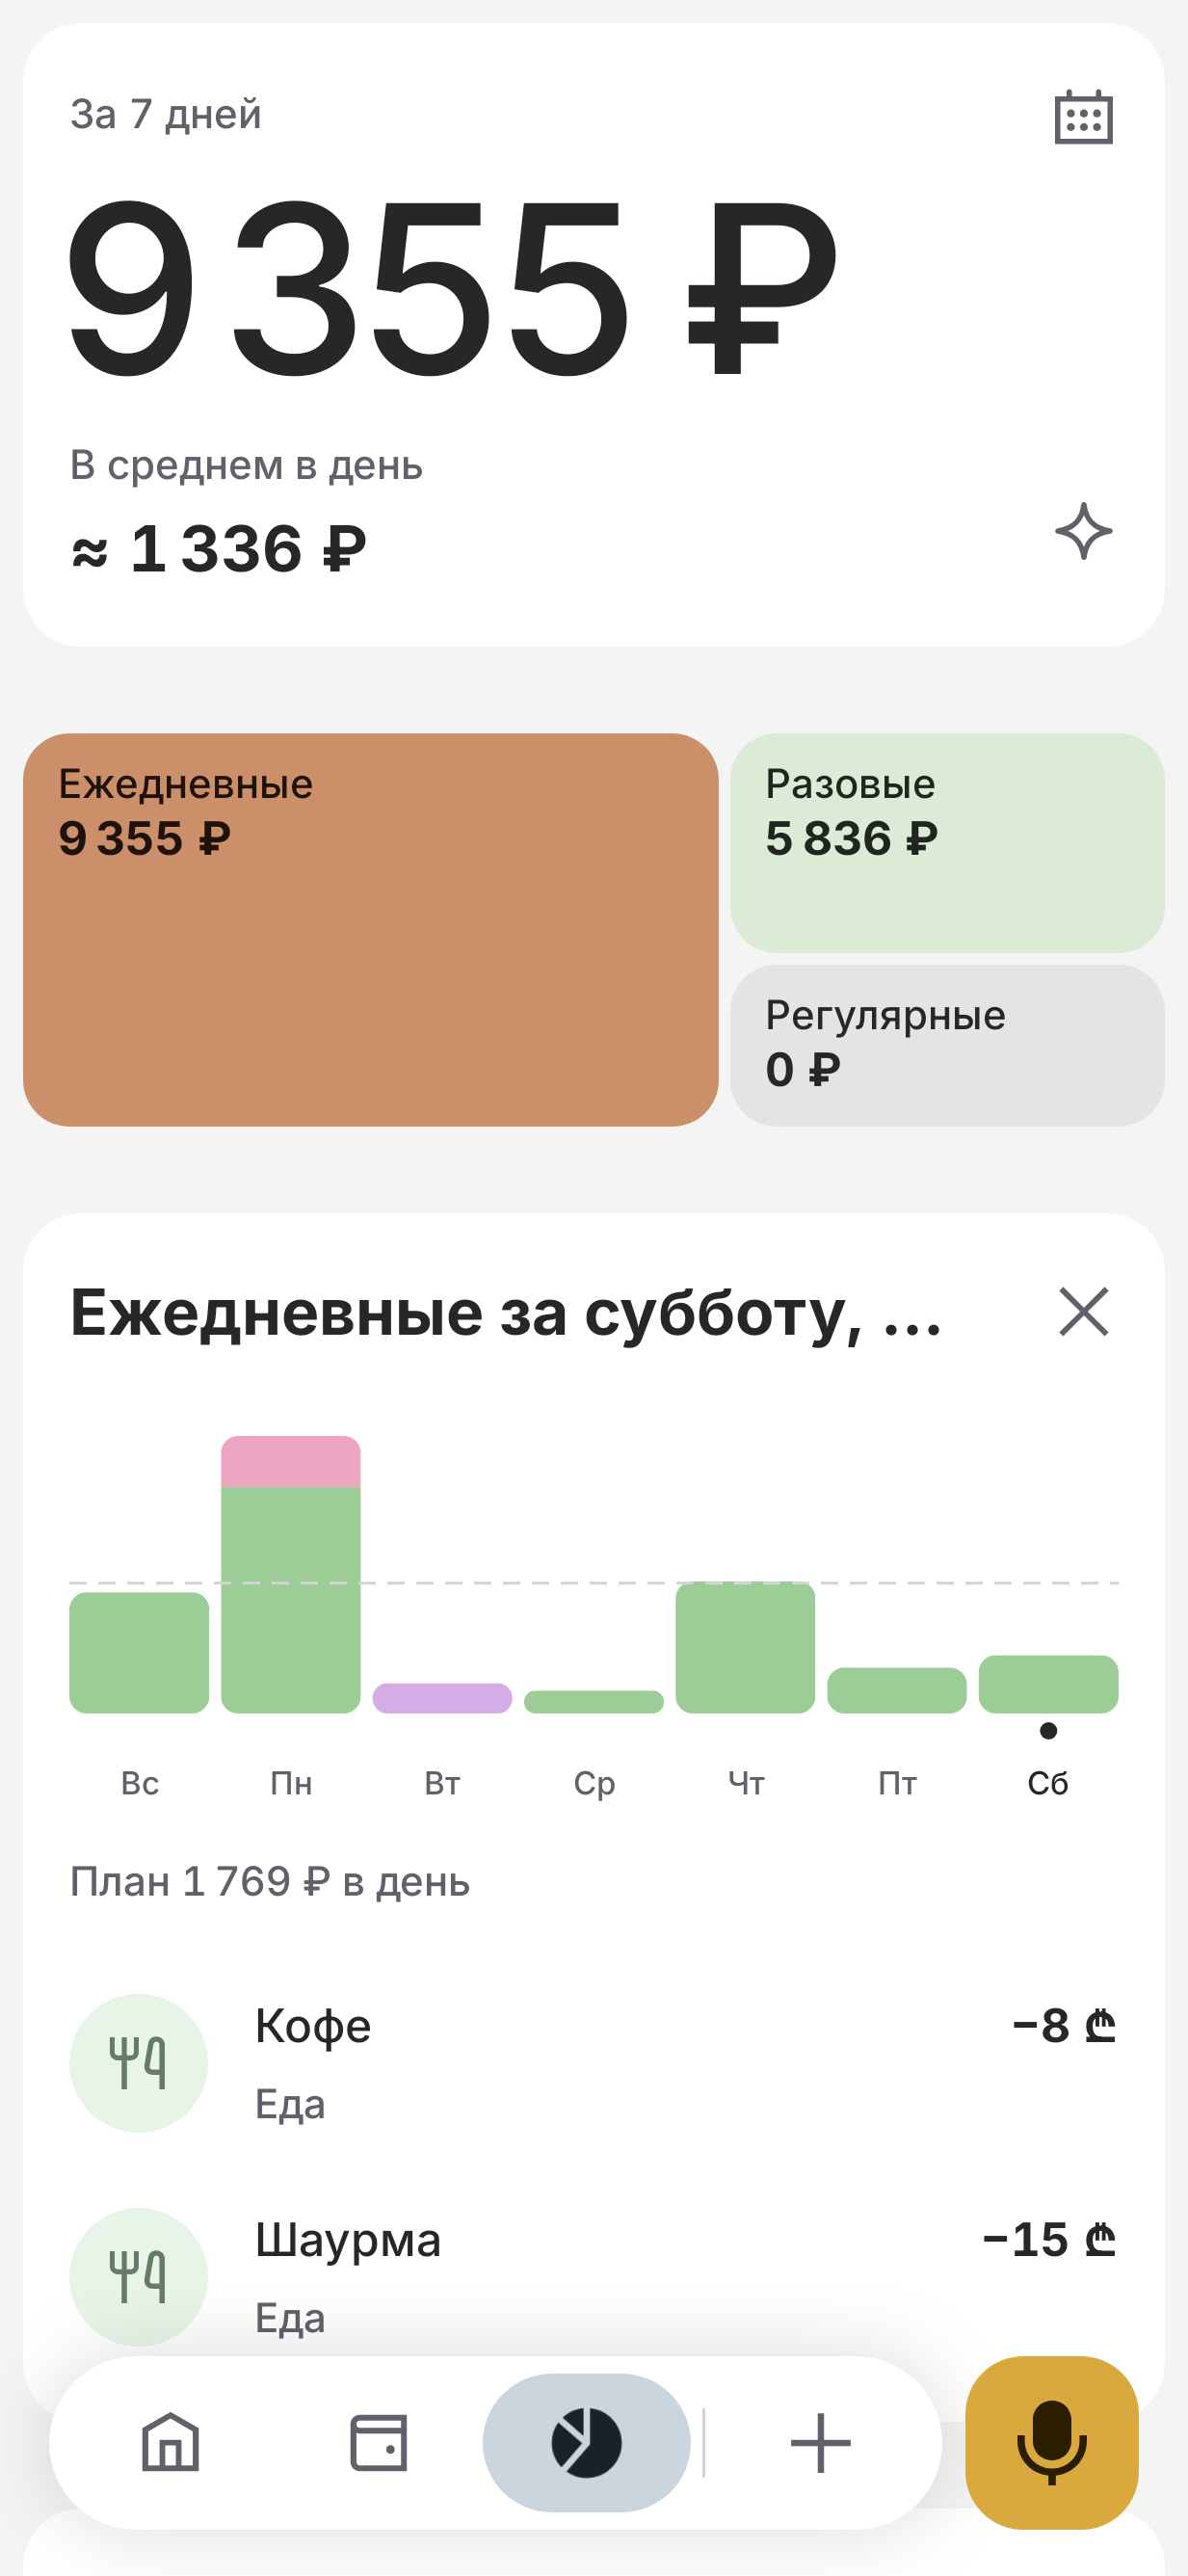 За 7 дней
9 355 ₽
В среднем в день
≈ 1 336 ₽
Ежедневные
9 355 ₽
Разовые
5 836 ₽
Регулярные
0 ₽
Ежедневные за субботу, ...
Вс Пн Вт Ср Чт Пт Сб
План 1 769 ₽ в день
Кофе −8 ₾
Еда
Шаурма −15 ₾
Еда